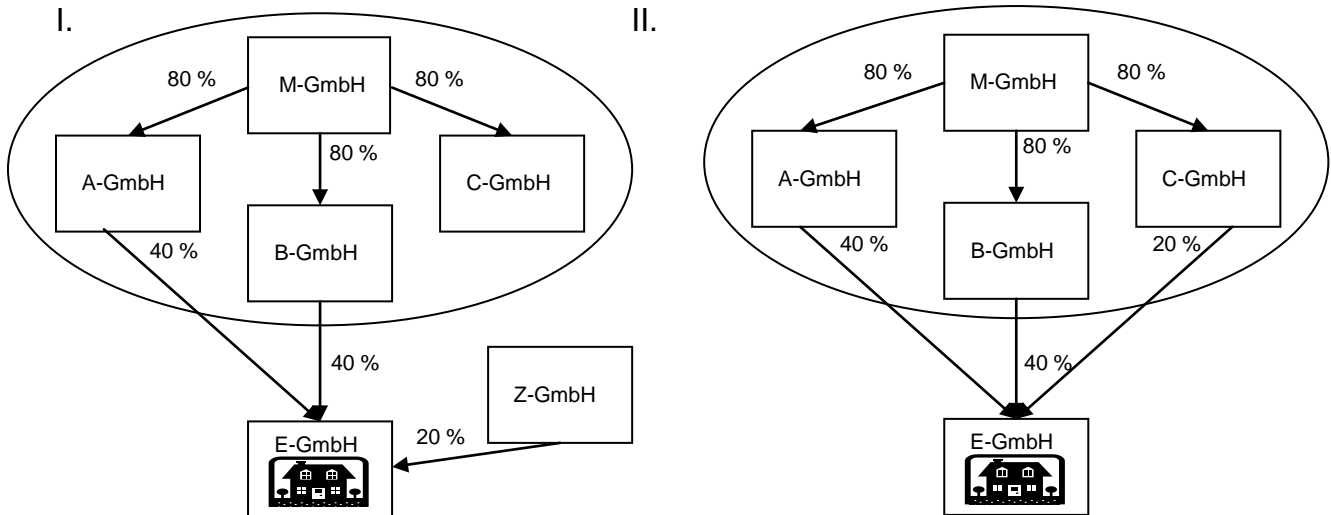 I.
M-GmbH
80 %
80 %
80 %
A-GmbH
C-GmbH
B-GmbH
40 %
40 %
Z-GmbH
20 %
E-GmbH
II.
M-GmbH
80 %
80 %
80 %
A-GmbH
C-GmbH
B-GmbH
40 %
20 %
40 %
E-GmbH